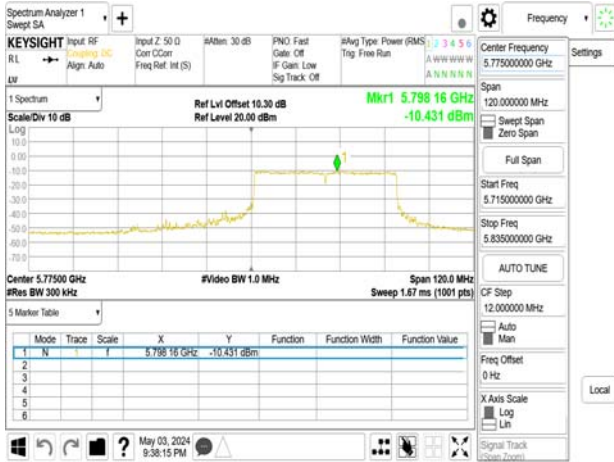 Spectrum Analyzer 1
Swept SA
+
Frequency
KEYSIGHT
RL
Input: RF
Coupling: DC
Align: Auto
Input Z: 50 Ω
Corr CCorr
Freq Ref: Int (S)
#Atten: 30 dB
PNO: Fast
Gate: Off
IF Gain: Low
Sig Track: Off
#Avg Type: Power (RMS
Trig: Free Run
1 2 3 4 5 6
A W W W W W
A N N N N N
LXI
1 Spectrum
Scale/Div 10 dB
Ref Lvl Offset 10.30 dB
Ref Level 20.00 dBm
Mkr1 5.798 16 GHz
-10.431 dBm
Log
10.0
0.00
-10.0
-20.0
-30.0
-40.0
-50.0
-60.0
-70.0
1
Center 5.77500 GHz
#Res BW 300 kHz
#Video BW 1.0 MHz
Span 120.0 MHz
Sweep 1.67 ms (1001 pts)
5 Marker Table
Mode Trace Scale X Y Function Function Width Function Value
1 N 1 f 5.798 16 GHz -10.431 dBm
2
3
4
5
6
May 03, 2024
9:38:15 PM
?
Center Frequency
5.775000000 GHz
Settings
Span
120.000000 MHz
Swept Span
Zero Span
Full Span
Start Freq
5.715000000 GHz
Stop Freq
5.835000000 GHz
AUTO TUNE
CF Step
12.000000 MHz
Auto
Man
Freq Offset
0 Hz
Local
X Axis Scale
Log
Lin
Signal Track
(Span Zoom)